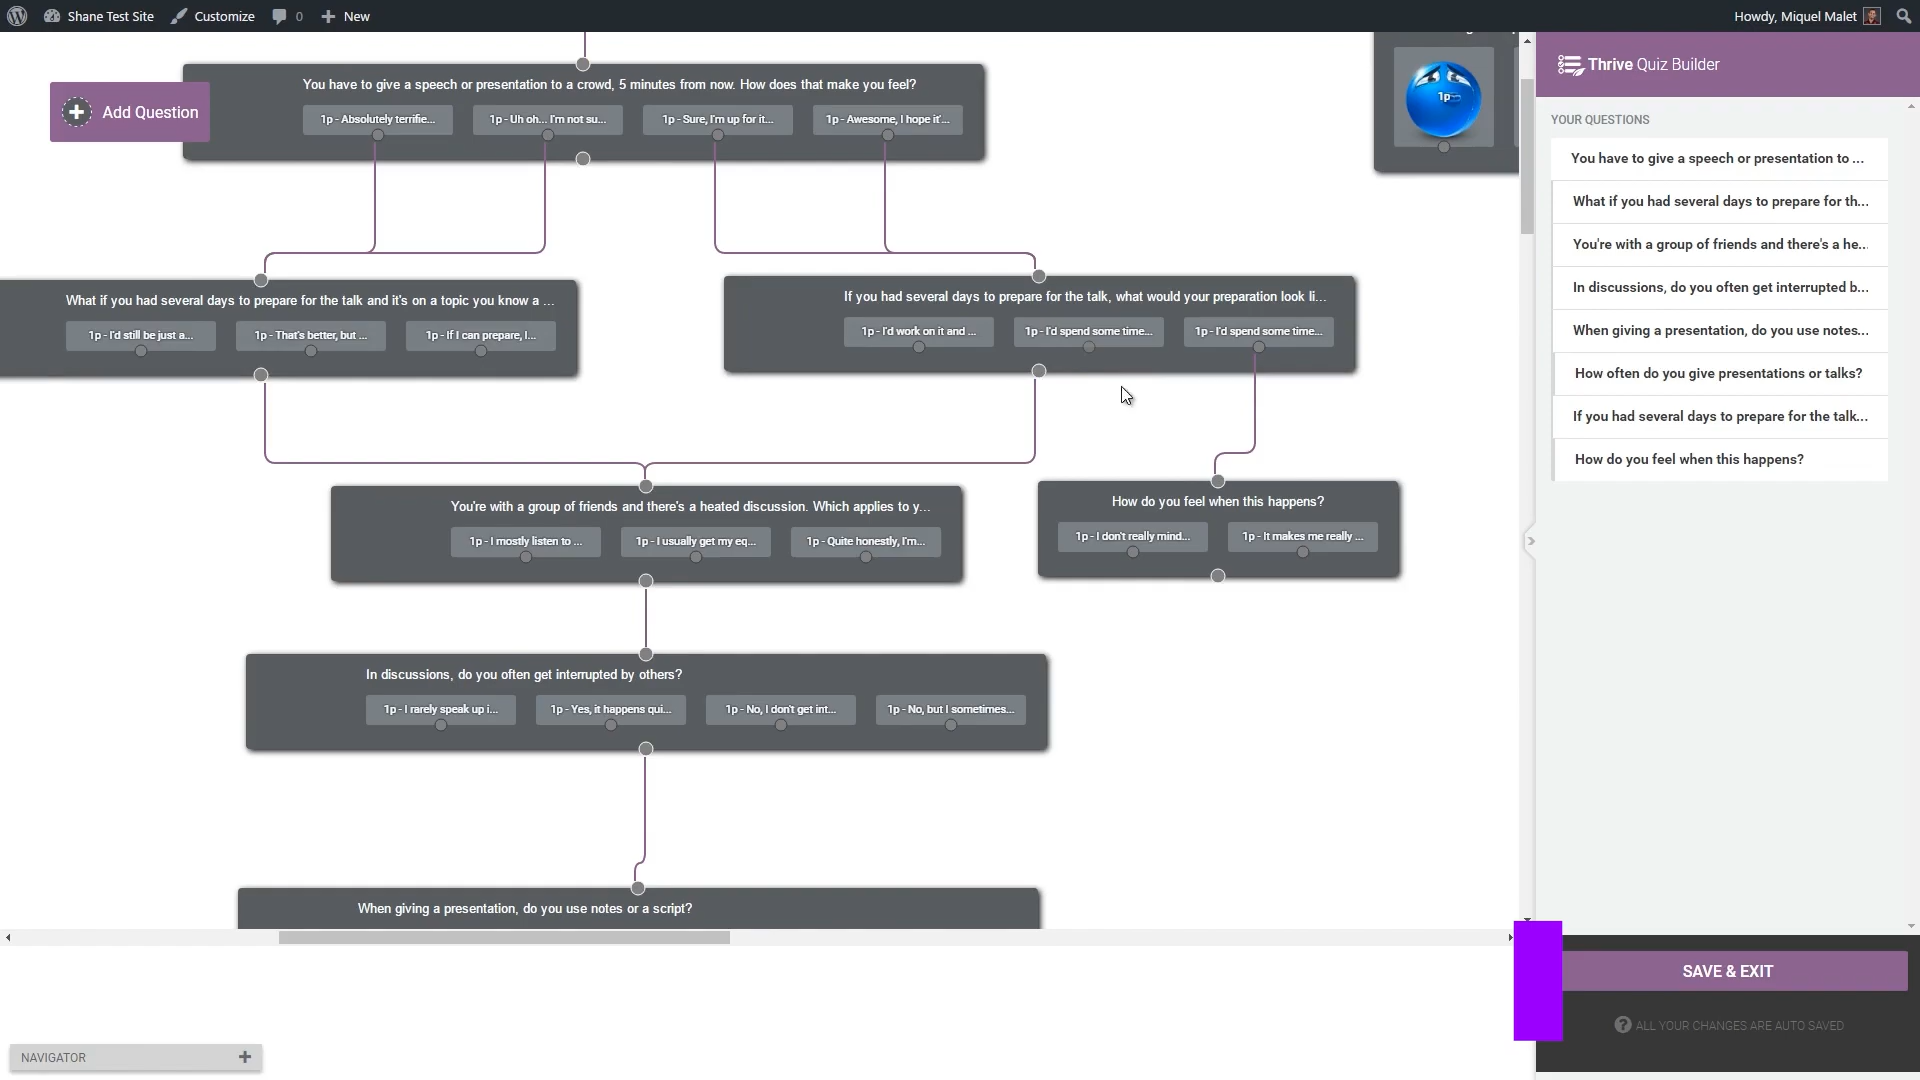 Shane Test Site Customize 0 New Howdy, Miquel Malet
Add Question
You have to give a speech or presentation to a crowd, 5 minutes from now. How does that make you feel?
1p - Absolutely terrifie... 1p - Uh oh... I'm not su... 1p - Sure, I'm up for it... 1p - Awesome, I hope it'...
1p
What if you had several days to prepare for the talk and it's on a topic you know a ...
1p - I'd still be just a... 1p - That's better, but ... 1p - If I can prepare, I...
If you had several days to prepare for the talk, what would your preparation look li...
1p - I'd work on it and ... 1p - I'd spend some time... 1p - I'd spend some time...
You're with a group of friends and there's a heated discussion. Which applies to y...
1p - I mostly listen to ... 1p - I usually get my eq... 1p - Quite honestly, I'm...
How do you feel when this happens?
1p - I don't really mind... 1p - It makes me really ...
In discussions, do you often get interrupted by others?
1p - I rarely speak up i... 1p - Yes, it happens qui... 1p - No, I don't get int... 1p - No, but I sometimes...
When giving a presentation, do you use notes or a script?
NAVIGATOR
Thrive Quiz Builder
YOUR QUESTIONS
You have to give a speech or presentation to ...
What if you had several days to prepare for th...
You're with a group of friends and there's a he...
In discussions, do you often get interrupted b...
When giving a presentation, do you use notes...
How often do you give presentations or talks?
If you had several days to prepare for the talk...
How do you feel when this happens?
SAVE & EXIT
? ALL YOUR CHANGES ARE AUTO SAVED